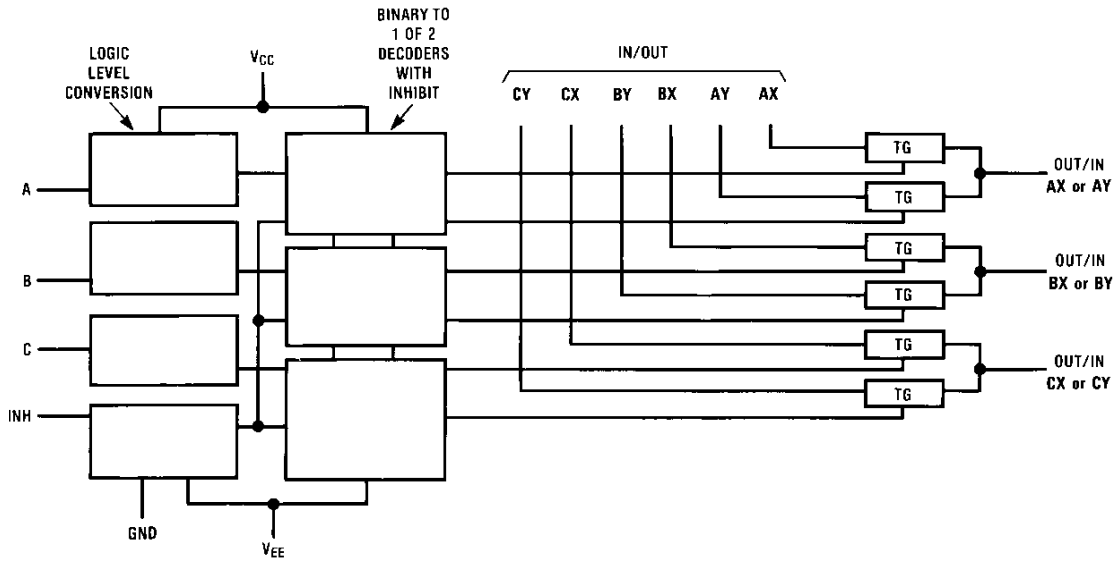 LOGIC
LEVEL
CONVERSION
V_CC
BINARY TO
1 OF 2
DECODERS
WITH
INHIBIT
IN/OUT
CY CX BY BX AY AX
A
B
C
INH
GND
V_EE
TG
TG
TG
TG
TG
TG
OUT/IN
AX or AY
OUT/IN
BX or BY
OUT/IN
CX or CY